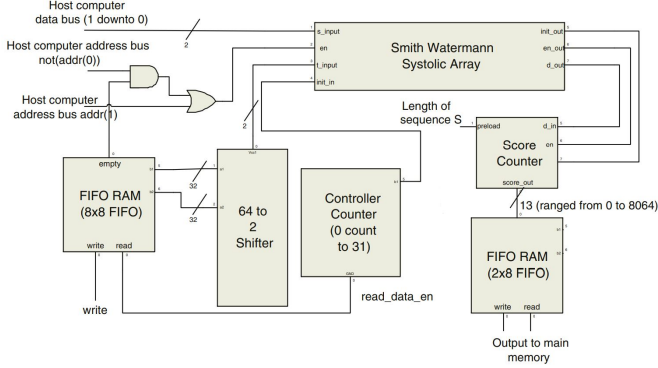 Host computer
data bus (1 downto 0)
2
Host computer address bus
not(addr(0))
Host computer
address bus addr(1)
s_input
en
t_input
init_in
Smith Watermann
Systolic Array
init_out
en_out
d_out
2
Length of
sequence S
preload
d_in
en
Score
Counter
score_out
13 (ranged from 0 to 8064)
empty
FIFO RAM
(8x8 FIFO)
write read
32
32
write
64 to
2
Shifter
Controller
Counter
(0 count
to 31)
read_data_en
FIFO RAM
(2x8 FIFO)
write read
Output to main
memory